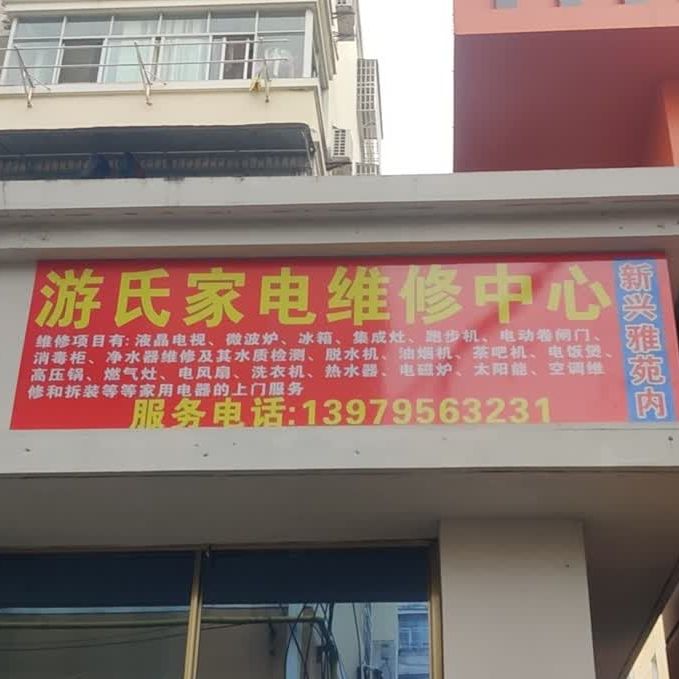 游氏家电维修中心
维修项目有:液晶电视、微波炉、冰箱、集成灶、跑步机、电动卷闸门、
消毒柜、净水器维修及其水质检测、脱水机、油烟机、茶吧机、电饭煲、
高压锅、燃气灶、电风扇、洗衣机、热水器、电磁炉、太阳能、空调维
修和拆装等等家用电器的上门服务
服务电话:13979563231
新兴雅苑内